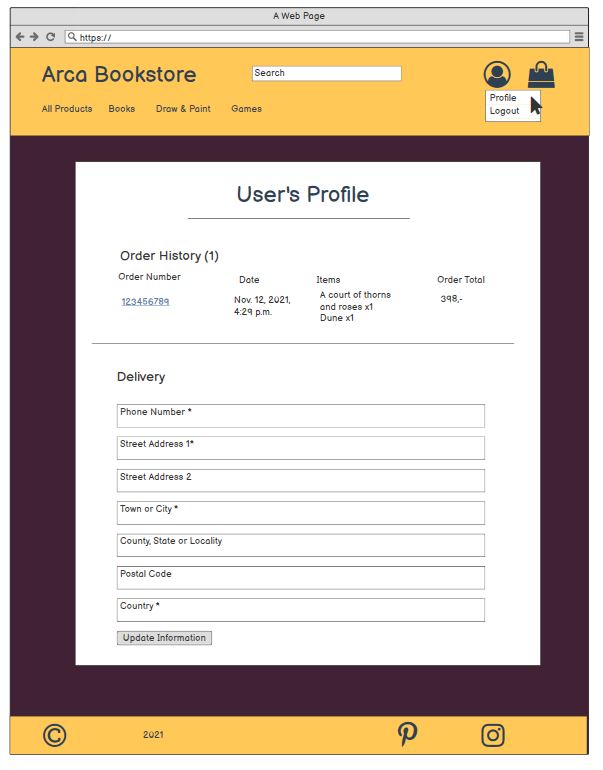 A Web Page
https://
Arca Bookstore
Search
Profile
Logout
All Products Books Draw & Paint Games
User's Profile
Order History (1)
Order Number Date Items Order Total
123456789
Nov. 12, 2021,
4:29 p.m.
A court of thorns
and roses x1
Dune x1
398,-
Delivery
Phone Number *
Street Address 1*
Street Address 2
Town or City *
County, State or Locality
Postal Code
Country *
Update Information
© 2021